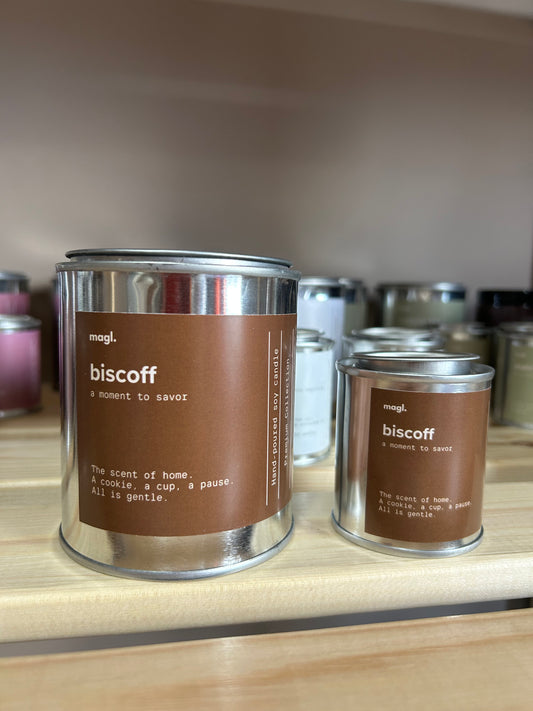 magl.
biscoff
a moment to savor
The scent of home.
A cookie, a cup, a pause.
All is gentle.
Hand-poured soy candle
Premium Collection
magl.
biscoff
a moment to savor
The scent of home.
A cookie, a cup, a pause.
All is gentle.